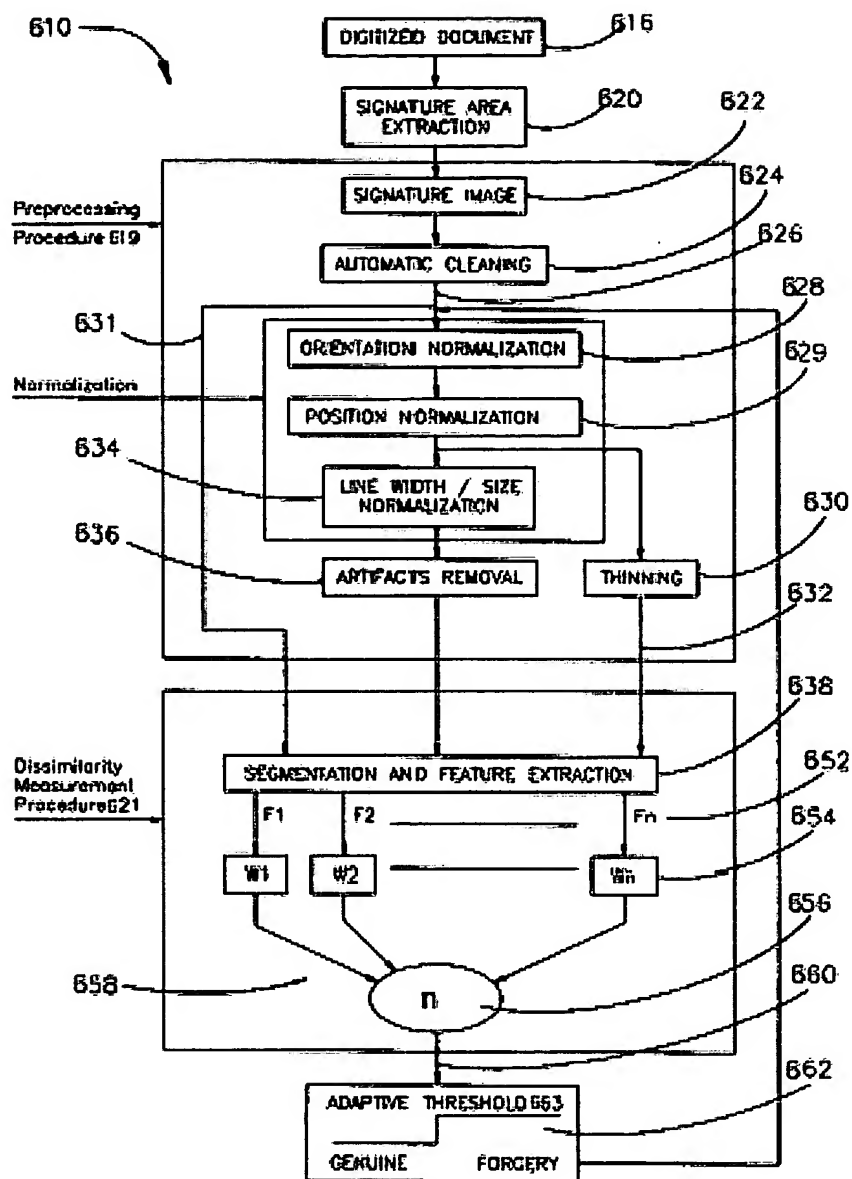 610
DIGITIZED DOCUMENT
616
SIGNATURE AREA
EXTRACTION
620
622
SIGNATURE IMAGE
624
Preprocessing
Procedure 619
626
AUTOMATIC CLEANING
628
631
ORIENTATION NORMALIZATION
629
Normalization
POSITION NORMALIZATION
634
LINE WIDTH / SIZE
NORMALIZATION
630
636
ARTIFACTS REMOVAL
THINNING
632
638
Dissimilarity
Measurement
Procedure 621
SEGMENTATION AND FEATURE EXTRACTION
652
F1
F2
Fn
654
W1
W2
Wn
656
658
n
660
662
ADAPTIVE THRESHOLD 663
GENUINE
FORGERY